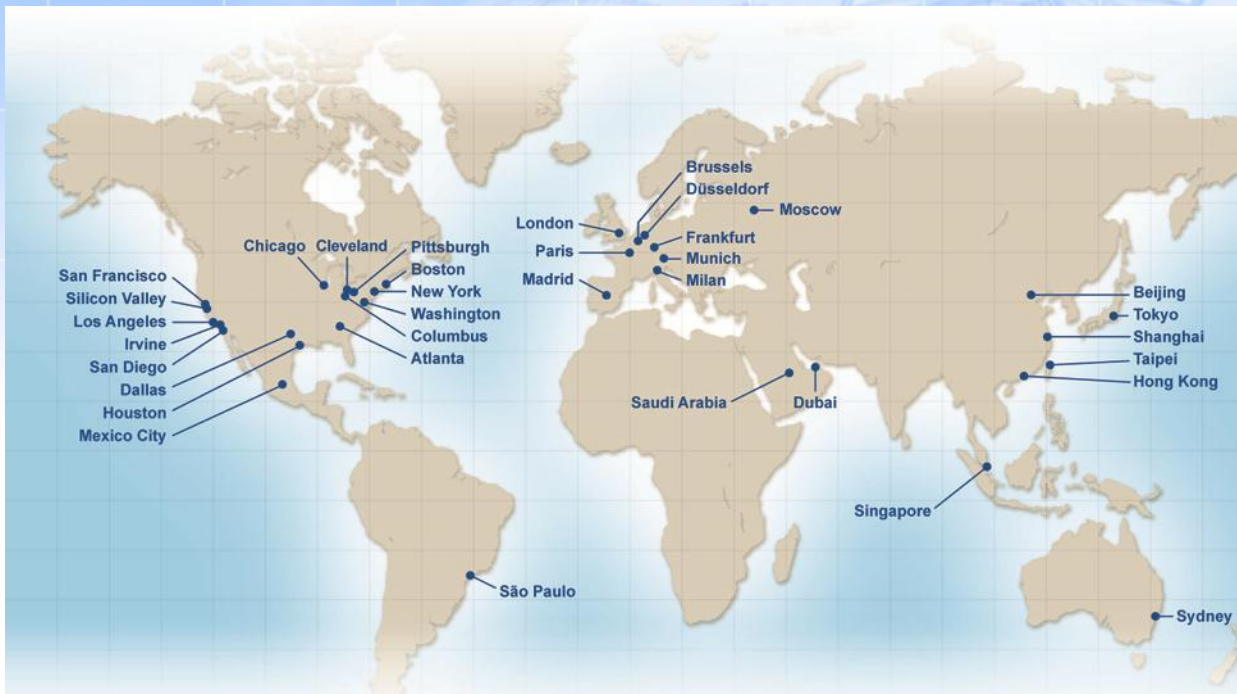 Brussels
Düsseldorf
Moscow
London
Frankfurt
Paris
Munich
Madrid
Milan
Chicago
Cleveland
Pittsburgh
Boston
San Francisco
New York
Silicon Valley
Washington
Los Angeles
Columbus
Irvine
Atlanta
San Diego
Dallas
Houston
Mexico City
Beijing
Tokyo
Shanghai
Taipei
Hong Kong
Saudi Arabia
Dubai
Singapore
São Paulo
Sydney